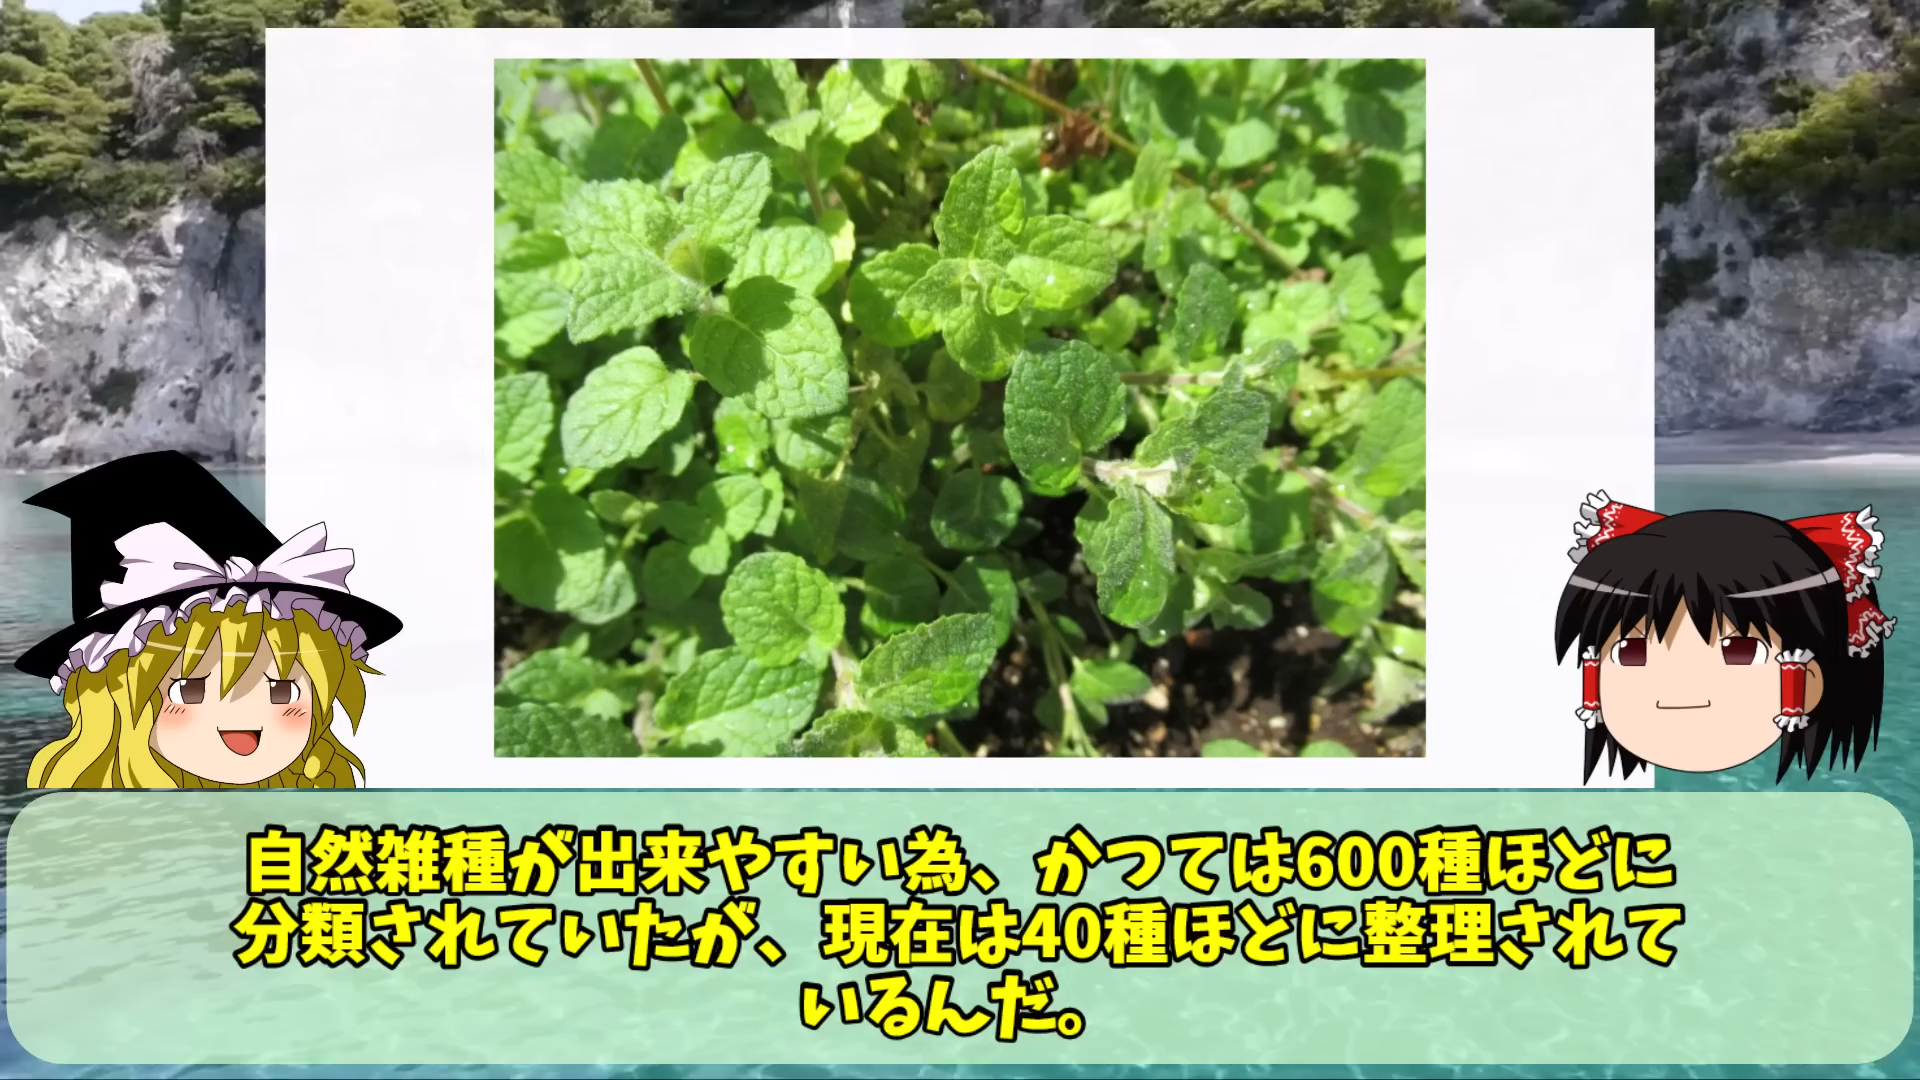 自然雑種が出来やすい為、かつては600種ほどに
分類されていたが、現在は40種ほどに整理されて
いるんだ。